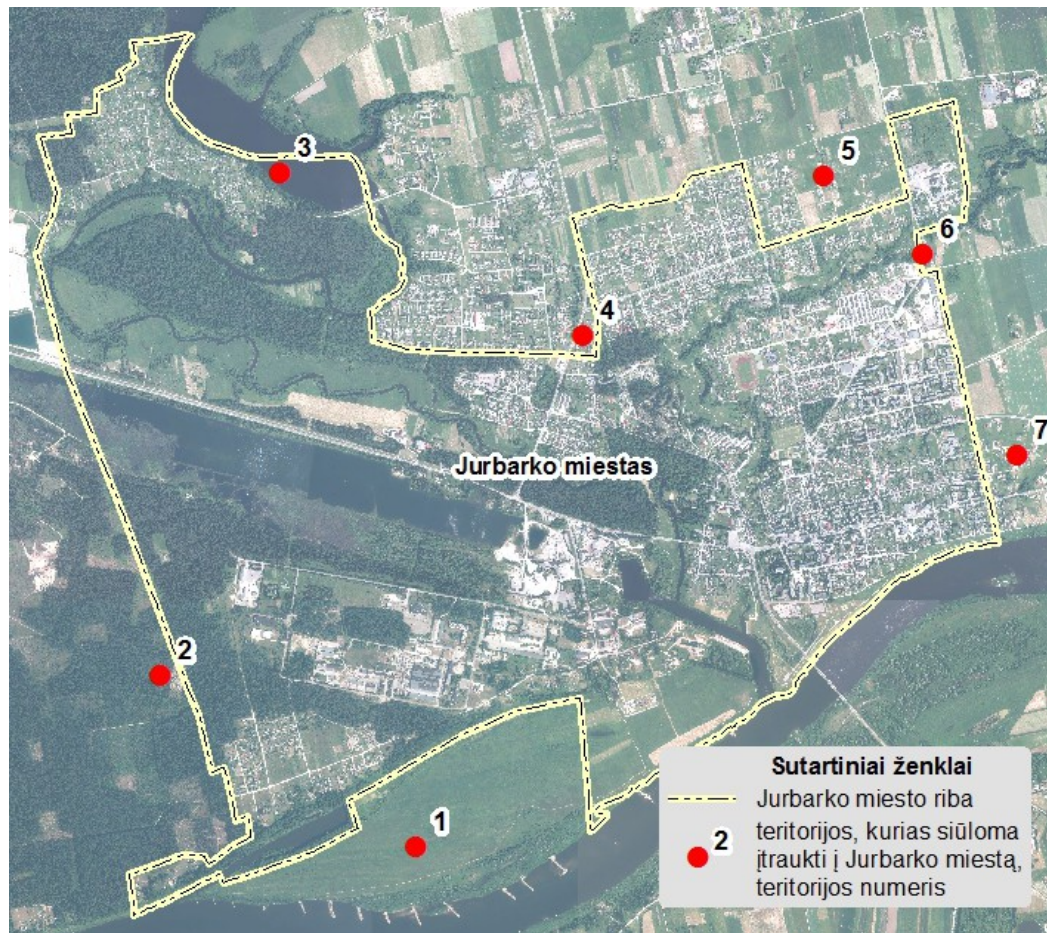 3
5
6
4
7
Jurbarko miestas
2
1
Sutartiniai ženklai
Jurbarko miesto riba
2 teritorijos, kurias siūloma
įtraukti į Jurbarko miestą,
teritorijos numeris